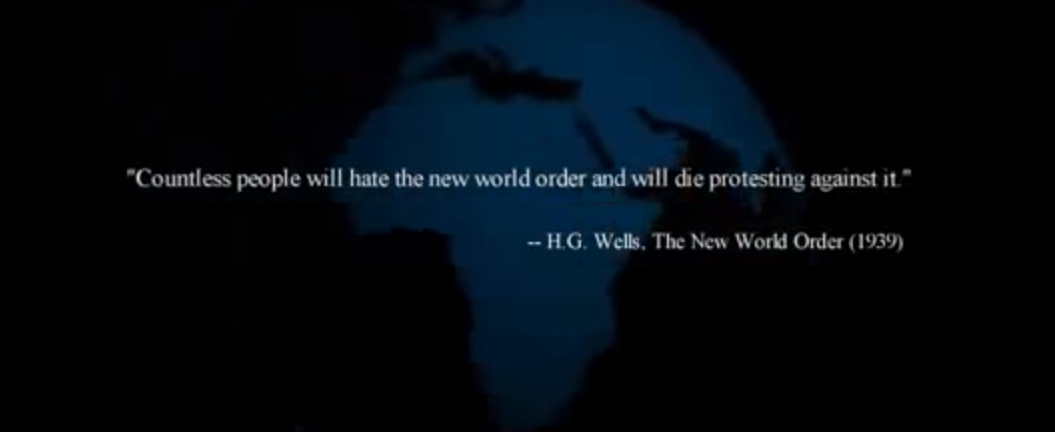 "Countless people will hate the new world order and will die protesting against it."
-- H.G. Wells, The New World Order (1939)